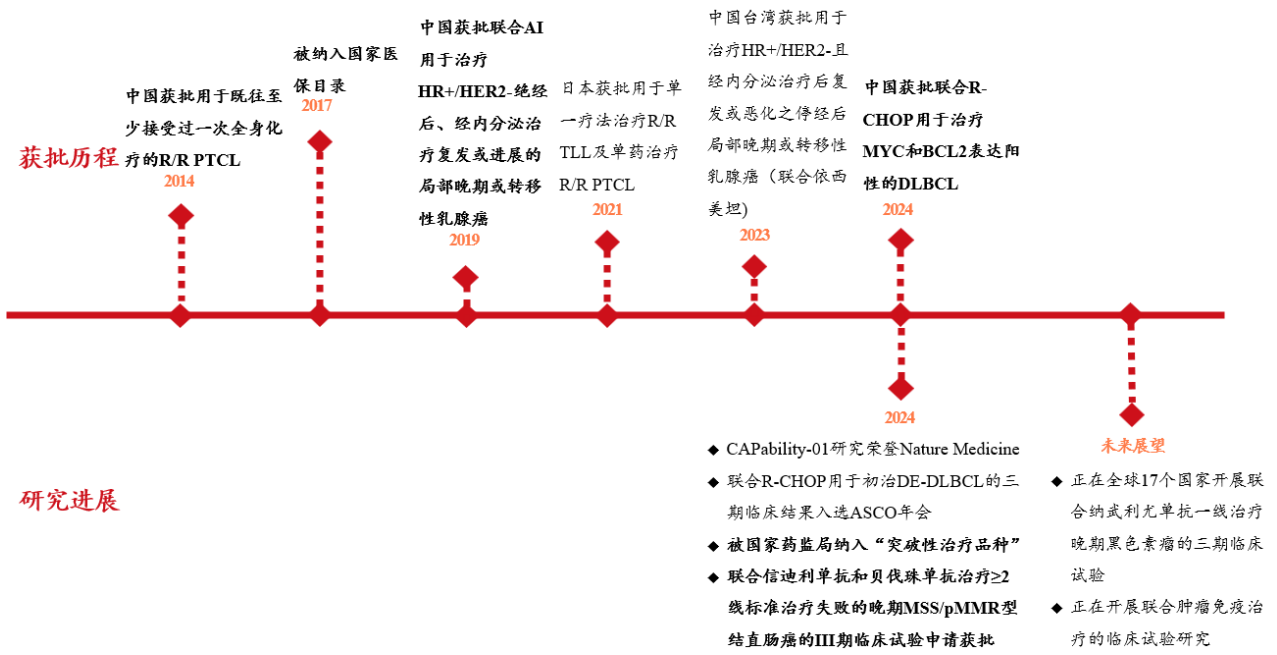 获批历程
中国获批用于既往至
少接受过一次全身化
疗的R/R PTCL
2014
被纳入国家医
保目录
2017
中国获批联合AI
用于治疗
HR+/HER2-绝经
后、经内分泌治
疗复发或进展的
局部晚期或转移
性乳腺癌
2019
日本获批用于单
一疗法治疗R/R
TLL及单药治疗
R/R PTCL
2021
中国台湾获批用于
治疗HR+/HER2-且
经内分泌治疗后复
发或恶化之停经后
局部晚期或转移性
乳腺癌（联合依西
美坦)
2023
中国获批联合R-
CHOP用于治疗
MYC和BCL2表达阳
性的DLBCL
2024
研究进展
2024
◆ CAPability-01研究荣登Nature Medicine
◆ 联合R-CHOP用于初治DE-DLBCL的三
期临床结果入选ASCO年会
◆ 被国家药监局纳入“突破性治疗品种”
◆ 联合信迪利单抗和贝伐珠单抗治疗≥2
线标准治疗失败的晚期MSS/pMMR型
结直肠癌的III期临床试验申请获批
未来展望
◆ 正在全球17个国家开展联
合纳武利尤单抗一线治疗
晚期黑色素瘤的三期临床
试验
◆ 正在开展联合肿瘤免疫治
疗的临床试验研究